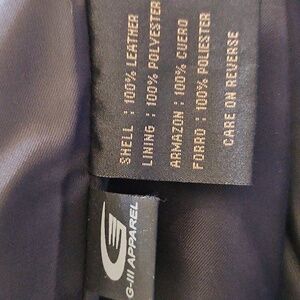 SHELL : 100% LEATHER
LINING : 100% POLYESTER
ARMAZON : 100% CUERO
FORRO : 100% POLIESTER
CARE ON REVERSE
G-III APPAREL